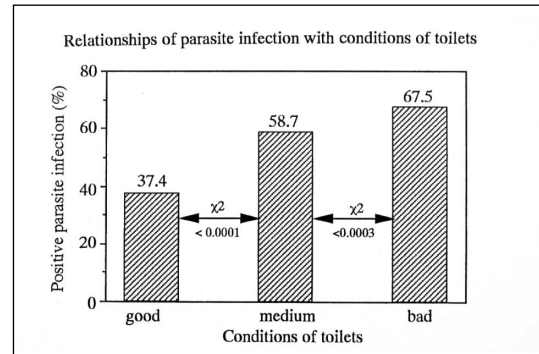 Relationships of parasite infection with conditions of toilets
Positive parasite infection (%)
80
60
40
20
0
37.4
58.7
67.5
χ2
< 0.0001
χ2
<0.0003
good
medium
bad
Conditions of toilets